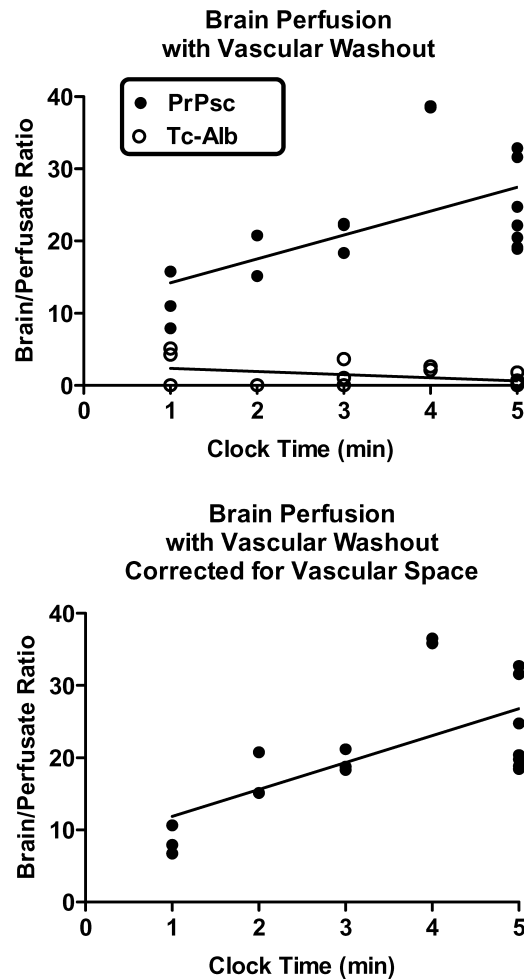 Brain Perfusion
with Vascular Washout
PrPsc
Tc-Alb
Brain/Perfusate Ratio
40
30
20
10
0
0 1 2 3 4 5
Clock Time (min)
Brain Perfusion
with Vascular Washout
Corrected for Vascular Space
Brain/Perfusate Ratio
40
30
20
10
0
0 1 2 3 4 5
Clock Time (min)